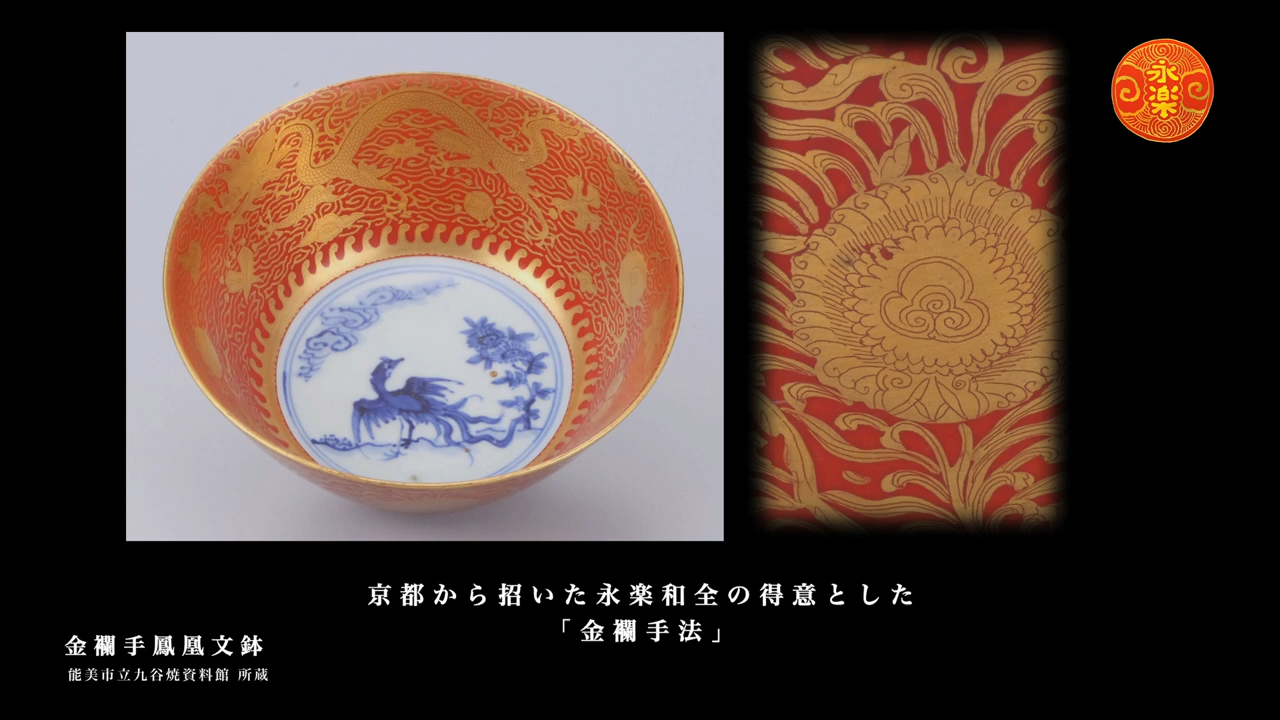 永楽
京都から招いた永楽和全の得意とした
「金襴手法」
金襴手鳳凰文鉢
能美市立九谷焼資料館 所蔵